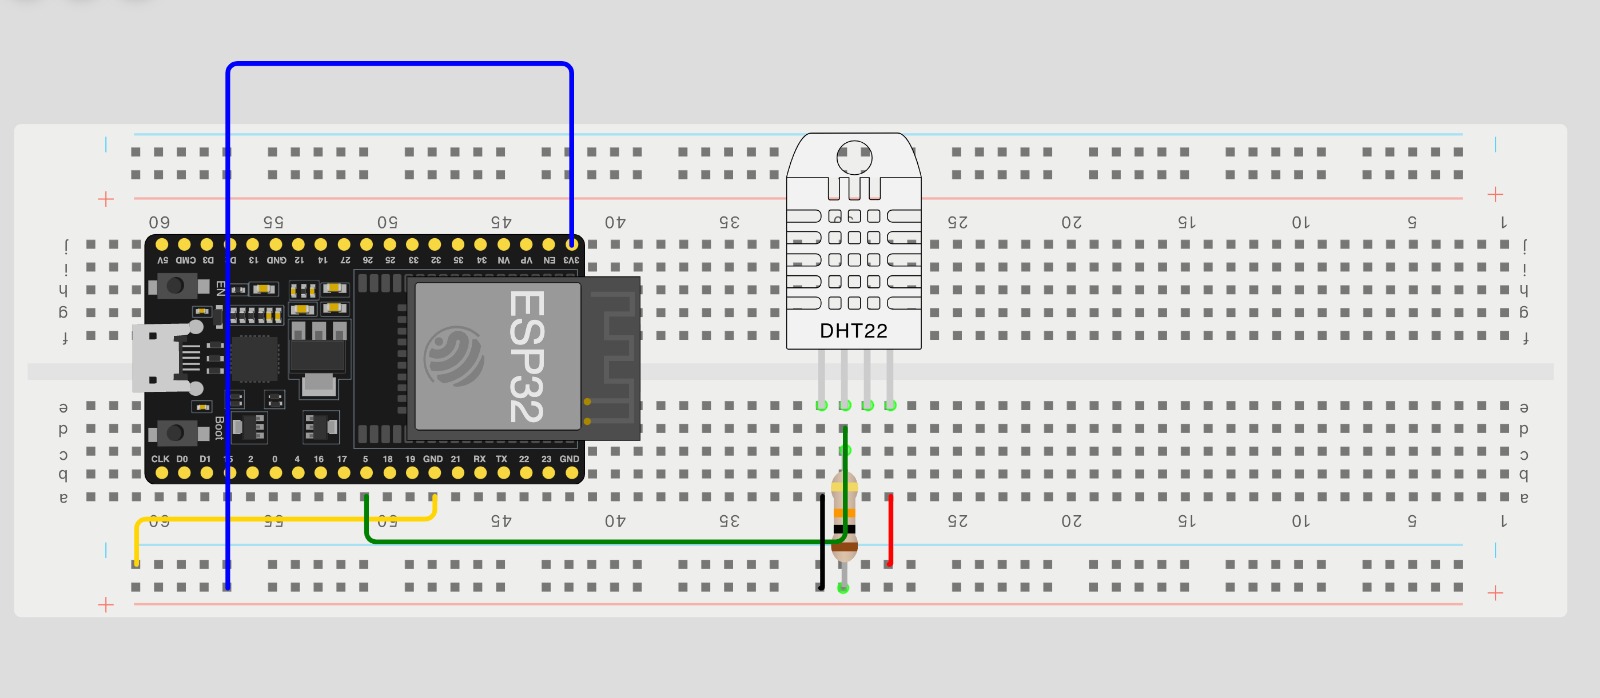 60 55 50 45 40 35 25 20 15 10 5 1
j j
5V CMD D3 D2 13 GND 12 14 27 26 25 33 32 35 34 VN VP EN 3V3
i i
h EN h
g g
f DHT22 f
ESP32
e e
d Boot d
c c
CLK D0 D1 15 2 0 4 16 17 5 18 19 GND 21 RX TX 22 23 GND
b b
a a
60 50 45 40 35 25 20 15 10 5 1